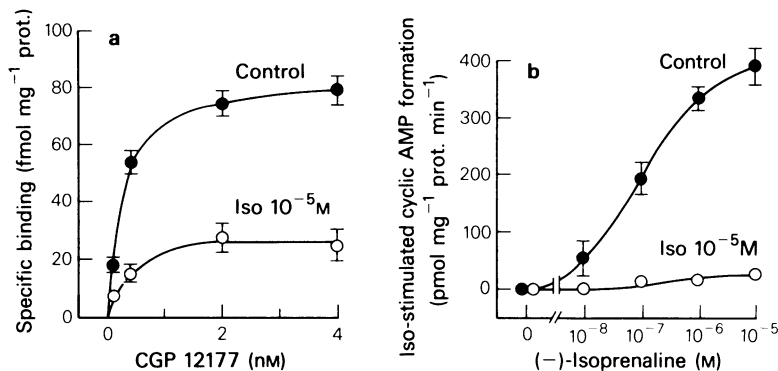 Specific binding (fmol mg⁻¹ prot.)
100
80
60
40
20
0
a
Control
Iso 10⁻⁵M
0
2
4
CGP 12177 (nM)
Iso-stimulated cyclic AMP formation
(pmol mg⁻¹ prot. min⁻¹)
400
300
200
300
0
b
Control
Iso 10⁻⁵M
0
10⁻⁸
10⁻⁷
10⁻⁶
10⁻⁵
(−)-Isoprenaline (M)